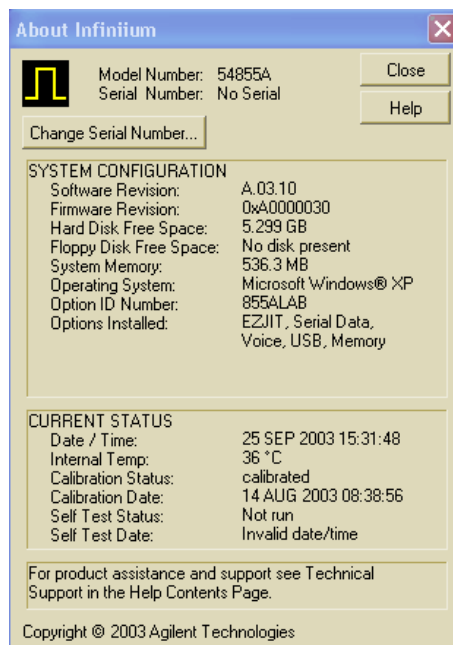 About Infiniium
Model Number: 54855A
Serial Number: No Serial
Close
Help
Change Serial Number...
SYSTEM CONFIGURATION
Software Revision: A.03.10
Firmware Revision: 0xA0000030
Hard Disk Free Space: 5.299 GB
Floppy Disk Free Space: No disk present
System Memory: 536.3 MB
Operating System: Microsoft Windows® XP
Option ID Number: 855ALAB
Options Installed: EZJIT, Serial Data,
Voice, USB, Memory
CURRENT STATUS
Date / Time: 25 SEP 2003 15:31:48
Internal Temp: 36 °C
Calibration Status: calibrated
Calibration Date: 14 AUG 2003 08:38:56
Self Test Status: Not run
Self Test Date: Invalid date/time
For product assistance and support see Technical
Support in the Help Contents Page.
Copyright © 2003 Agilent Technologies